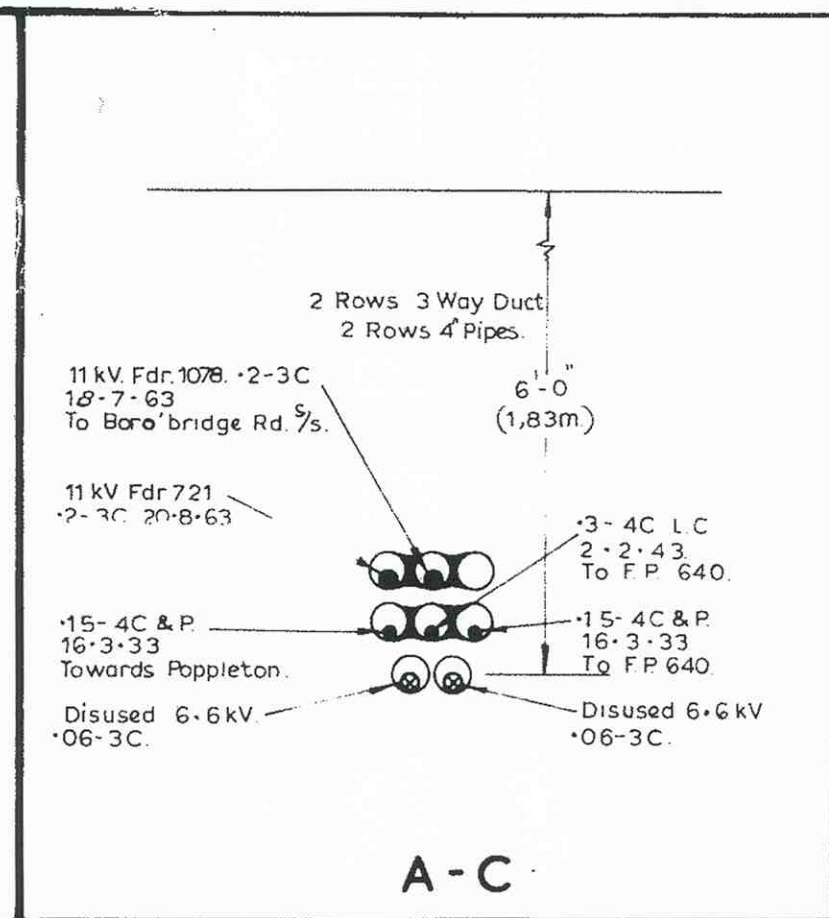 2 Rows 3 Way Duct
2 Rows 4" Pipes.
6'-0"
(1,83m.)
11 kV. Fdr. 1078. ·2-3C
18-7-63
To Boro'bridge Rd. S/s.
11 kV Fdr 721
·2-3C 20·8·63
·3-4C L.C
2·2·43.
To F.P. 640.
·15-4C & P.
16·3·33
Towards Poppleton.
·15-4C & P.
16·3·33
To F.P. 640.
Disused 6.6kV.
·06-3C.
Disused 6·6kV
·06-3C.
A-C